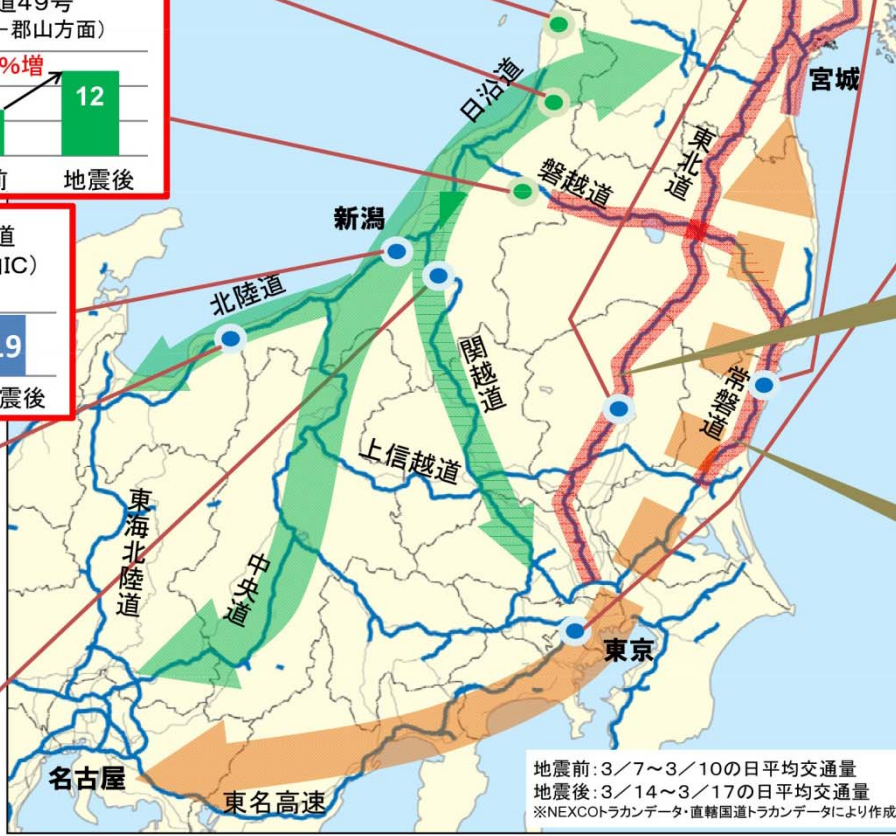 道49号
－郡山方面）
%増
12
前
地震後
道
IC）
.9
震後
日沿道
宮城
東北道
磐越道
新潟
北陸道
関越道
常磐道
上信越道
東海北陸道
中央道
東京
名古屋
東名高速
地震前：3／7～3／10の日平均交通量
地震後：3／14～3／17の日平均交通量
※NEXCOトラカンデータ・直轄国道トラカンデータにより作成